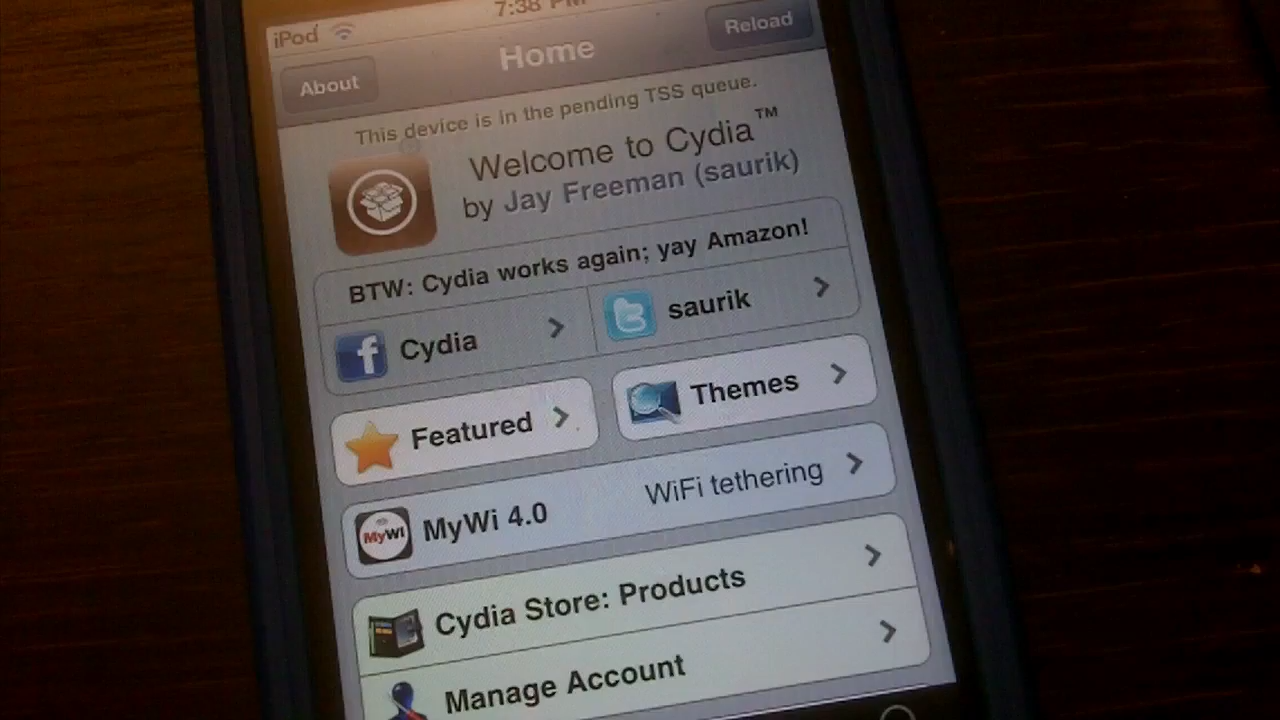 iPod 7:38 PM
About Home Reload
This device is in the pending TSS queue.
Welcome to Cydia™
by Jay Freeman (saurik)
BTW: Cydia works again; yay Amazon!
f Cydia
t saurik
Featured
Themes
MyWi MyWi 4.0 WiFi tethering
Cydia Store: Products
Manage Account